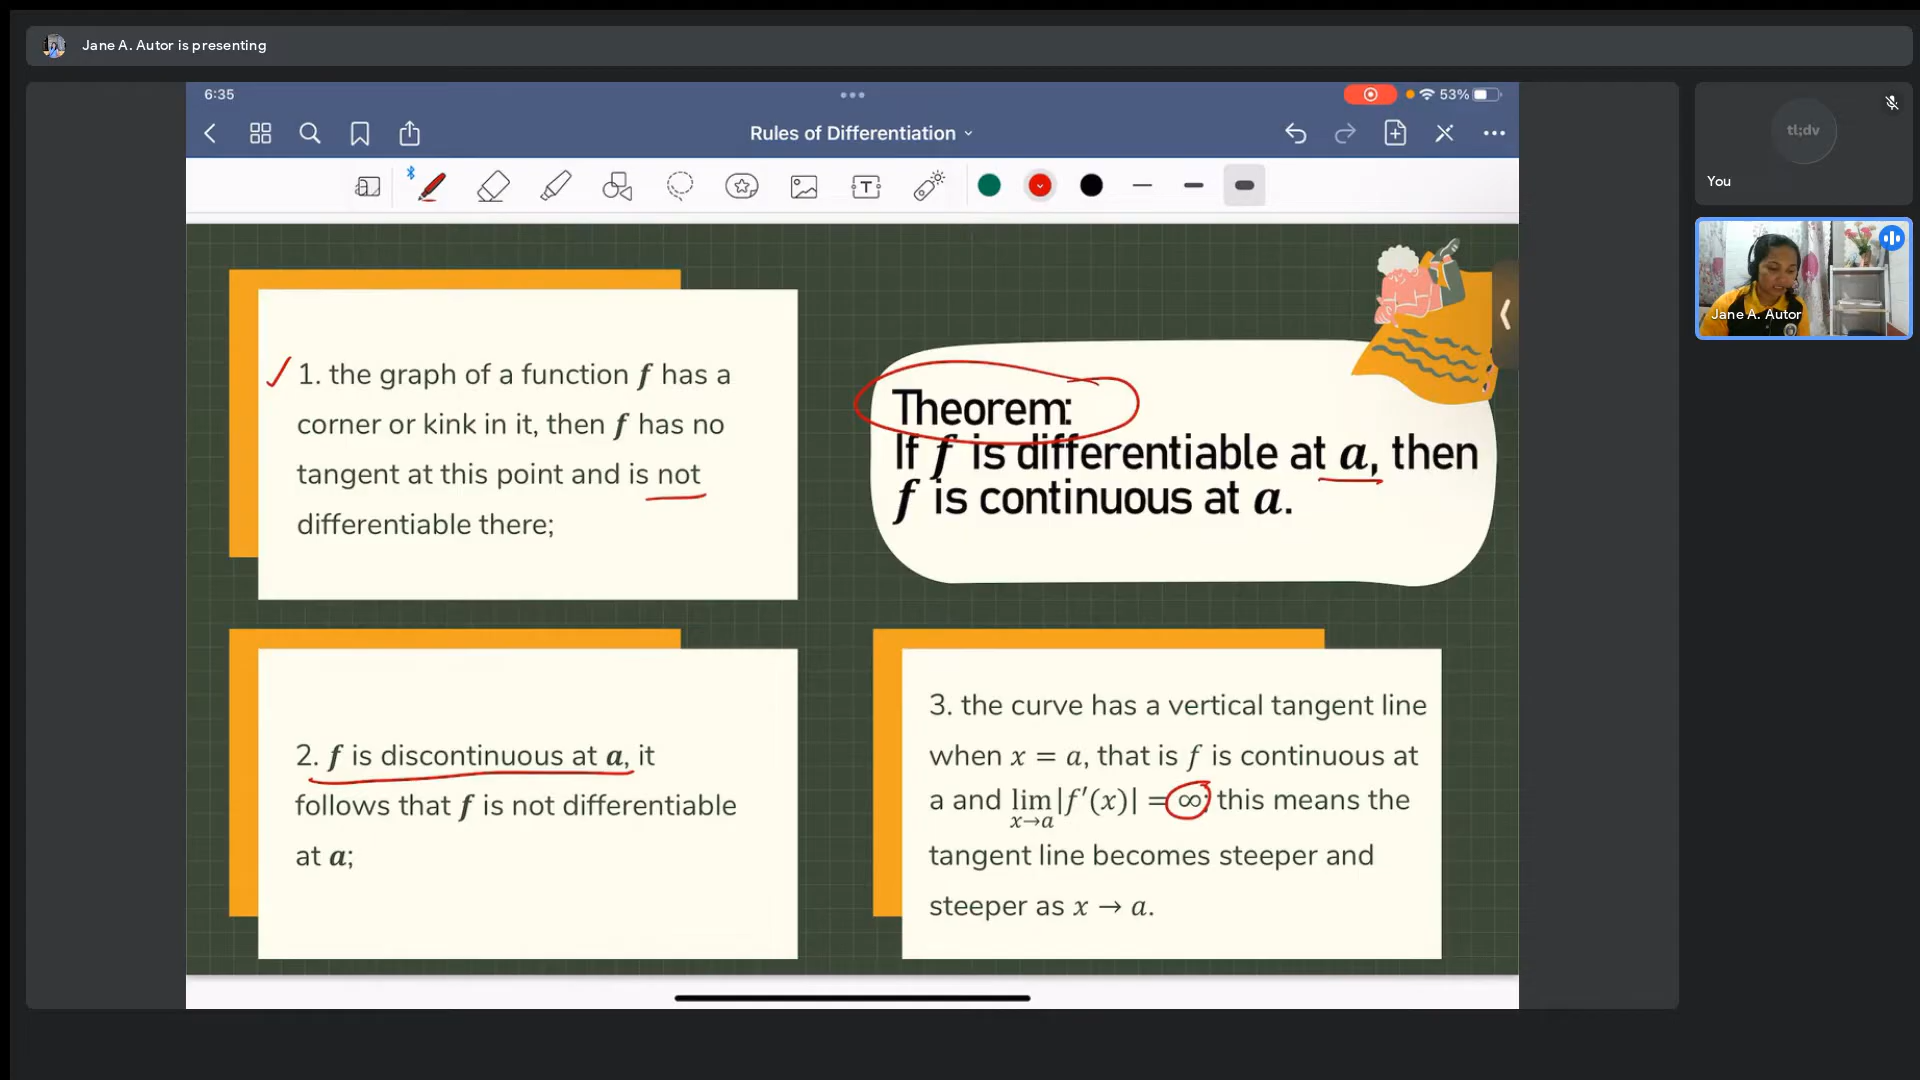 Jane A. Autor is presenting
6:35
53%
Rules of Differentiation
T
1. the graph of a function f has a
corner or kink in it, then f has no
tangent at this point and is not
differentiable there;
Theorem:
If f is differentiable at a, then
f is continuous at a.
2. f is discontinuous at a, it
follows that f is not differentiable
at a;
3. the curve has a vertical tangent line
when x = a, that is f is continuous at
a and lim x→a |f′(x)| = ∞; this means the
tangent line becomes steeper and
steeper as x → a.
tl;dv
You
Jane A. Autor